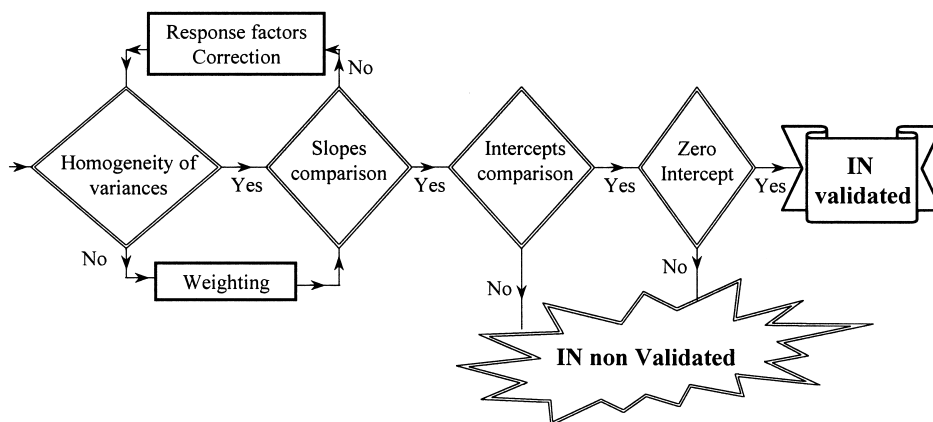 Response factors
Correction
No
Homogeneity of
variances
Yes
Slopes
comparison
Yes
Intercepts
comparison
Yes
Zero
Intercept
Yes
IN
validated
No
Weighting
No
No
IN non Validated